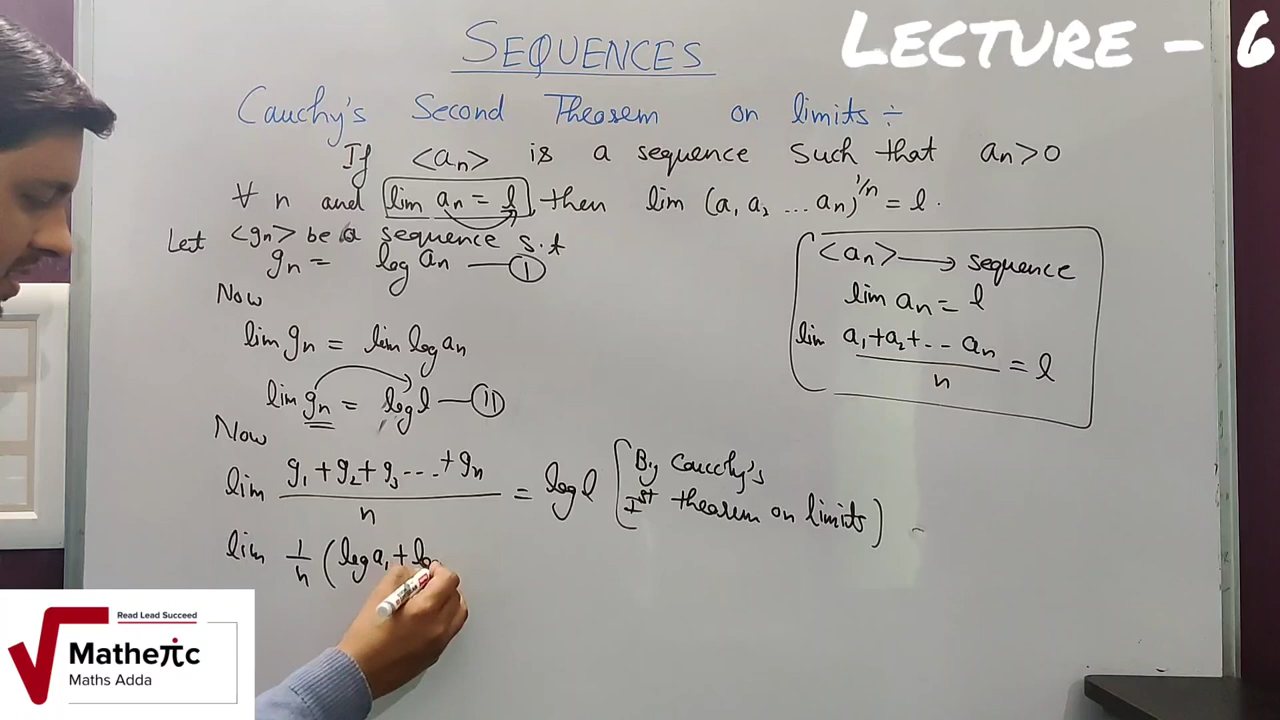 SEQUENCES
LECTURE - 6
Cauchy's Second Theorem on limits ÷
If <an> is a sequence such that an > 0
∀ n and lim an = l, then lim (a1 a2 ... an)^1/n = l.
Let <gn> be a sequence s.t
gn = log an — I
Now
lim gn = lim log an
lim gn = log l — II
Now
lim g1 + g2 + g3 ... + gn / n = log l [By Caucchy's
Ist thearem on limits)
lim 1/n (log a1 + lo
<an> → sequence
lim an = l
lim a1 + a2 + -- an / n = l
Read Lead Succeed
Matheπc
Maths Adda